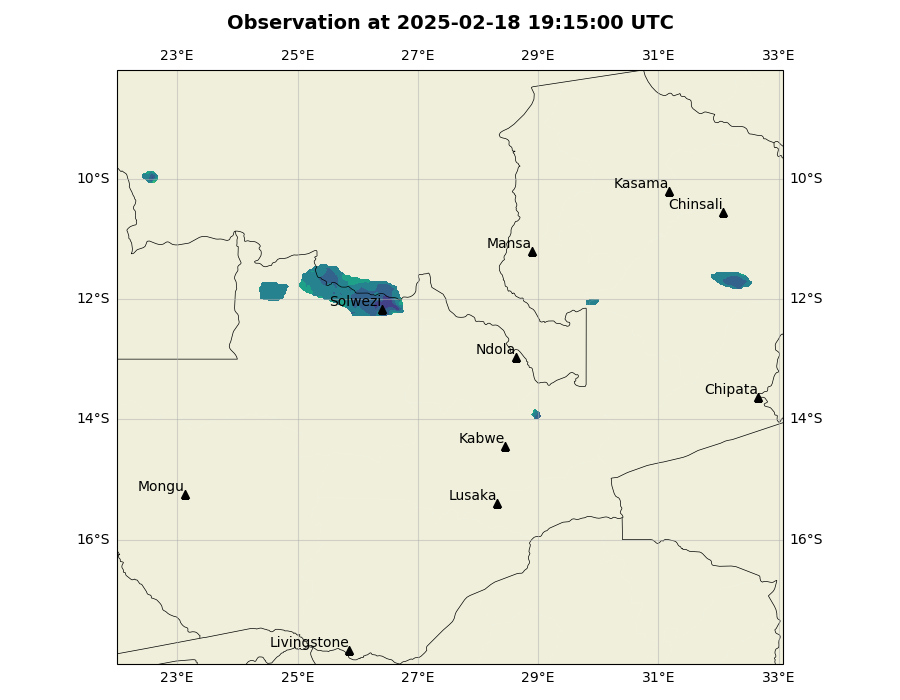 Observation at 2025-02-18 19:15:00 UTC
23°E 25°E 27°E 29°E 31°E 33°E
10°S 10°S
Kasama
Chinsali
Mansa
12°S 12°S
Solwezi
Ndola
Chipata
14°S 14°S
Kabwe
Mongu
Lusaka
16°S 16°S
Livingstone
23°E 25°E 27°E 29°E 31°E 33°E